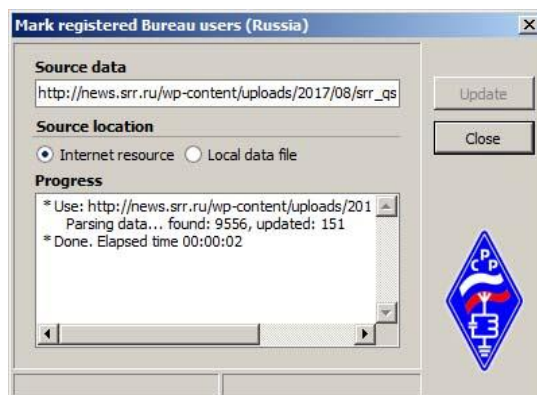 Mark registered Bureau users (Russia)
Source data
http://news.srr.ru/wp-content/uploads/2017/08/srr_qs
Update
Source location
Close
Internet resource
Local data file
Progress
* Use: http://news.srr.ru/wp-content/uploads/201
Parsing data... found: 9556, updated: 151
* Done. Elapsed time 00:00:02
С Р Р